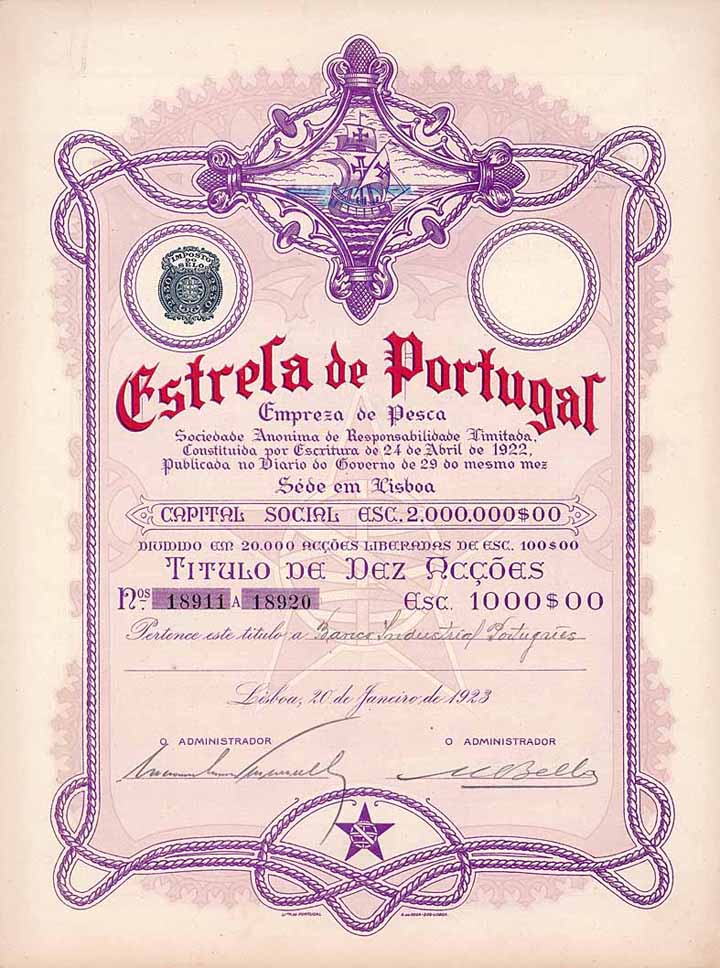 IMPOSTO
DO
SELO
Estrela de Portugal
Empreza de Pesca
Sociedade Anonima de Responsabilidade Limitada,
Constituida por Escritura de 24 de Abril de 1922,
Publicada no Diario do Governo de 29 do mesmo mez
Séde em Lisboa
CAPITAL SOCIAL ESC. 2.000.000$00
DIVIDIDO EM 20.000 ACÇÕES LIBERADAS DE ESC. 100$00
TITULO DE DEZ ACÇÕES
Nos. 18911 A 18920 ESC. 1000$00
Pertence este titulo a Banco Industrial Português
Lisboa, 20 de Janeiro de 1923
O ADMINISTRADOR O ADMINISTRADOR